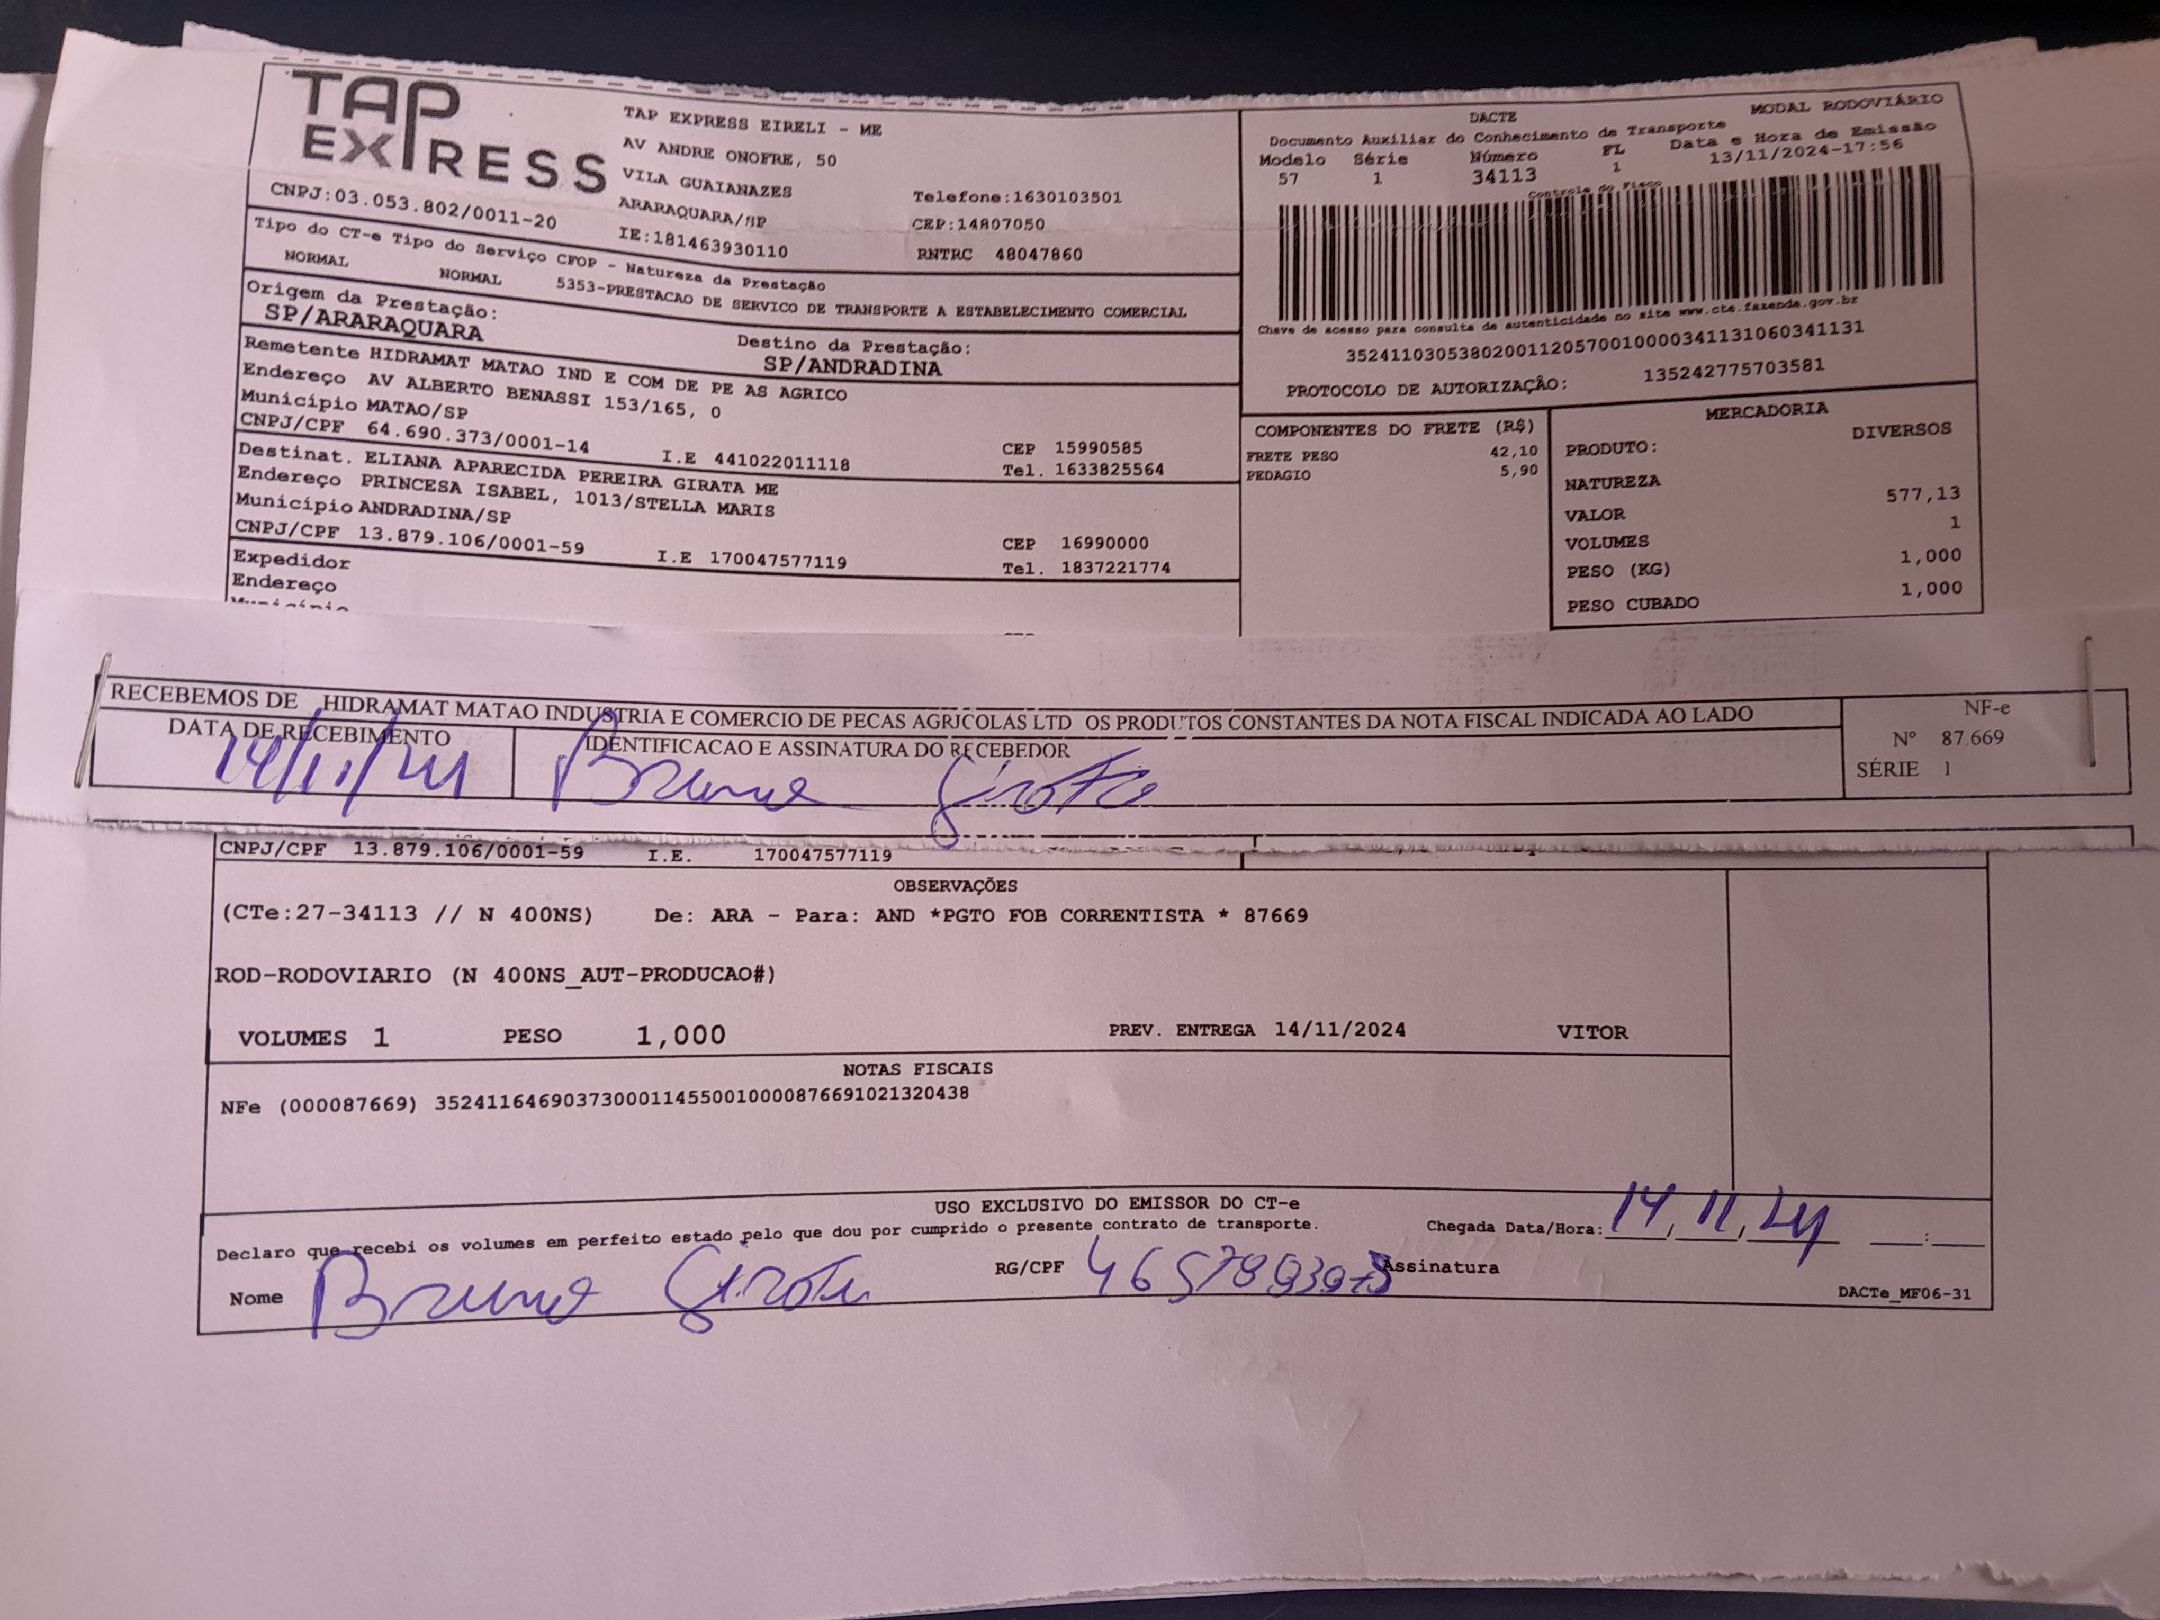 TAP
EXPRESS
CNPJ:03.053.802/0011-20
TAP EXPRESS EIRELI - ME
AV ANDRE ONOFRE, 50
VILA GUAIANAZES
ARARAQUARA/SP
IE:181463930110
Telefone:1630103501
CEP:14807050
RNTRC 48047860
Tipo do CT-e Tipo do Serviço CFOP - Natureza da Prestação
NORMAL NORMAL 5353-PRESTACAO DE SERVICO DE TRANSPORTE A ESTABELECIMENTO COMERCIAL
Origem da Prestação:
SP/ARARAQUARA
Destino da Prestação:
SP/ANDRADINA
Remetente HIDRAMAT MATAO IND E COM DE PE AS AGRICO
Endereço AV ALBERTO BENASSI 153/165, 0
Município MATAO/SP CEP 15990585
CNPJ/CPF 64.690.373/0001-14 I.E 441022011118 Tel. 1633825564
Destinat. ELIANA APARECIDA PEREIRA GIRATA ME
Endereço PRINCESA ISABEL, 1013/STELLA MARIS
Município ANDRADINA/SP CEP 16990000
CNPJ/CPF 13.879.106/0001-59 I.E 170047577119 Tel. 1837221774
Expedidor
Endereço
DACTE MODAL RODOVIÁRIO
Documento Auxiliar do Conhecimento de Transporte
Modelo Série Número FL Data e Hora de Emissão
57 1 34113 1 13/11/2024-17:56
Controle do Fisco
Chave de acesso para consulta de autenticidade no site www.cte.fazenda.gov.br
35241103053802001120570010000341131060341131
PROTOCOLO DE AUTORIZAÇÃO: 135242775703581
COMPONENTES DO FRETE (R$)
FRETE PESO 42,10
PEDAGIO 5,90
MERCADORIA
PRODUTO: DIVERSOS
NATUREZA
VALOR 577,13
VOLUMES 1
PESO (KG) 1,000
PESO CUBADO 1,000
RECEBEMOS DE HIDRAMAT MATAO INDUSTRIA E COMERCIO DE PECAS AGRICOLAS LTD OS PRODUTOS CONSTANTES DA NOTA FISCAL INDICADA AO LADO
DATA DE RECEBIMENTO
14/11/24
IDENTIFICACAO E ASSINATURA DO RECEBEDOR
NF-e
Nº 87.669
SÉRIE 1
CNPJ/CPF 13.879.106/0001-59 I.E. 170047577119
OBSERVAÇÕES
(CTe:27-34113 // N 400NS) De: ARA - Para: AND *PGTO FOB CORRENTISTA * 87669
ROD-RODOVIARIO (N 400NS_AUT-PRODUCAO#)
VOLUMES 1 PESO 1,000 PREV. ENTREGA 14/11/2024 VITOR
NOTAS FISCAIS
NFe (000087669) 35241164690373000114550010000876691021320438
USO EXCLUSIVO DO EMISSOR DO CT-e
Declaro que recebi os volumes em perfeito estado pelo que dou por cumprido o presente contrato de transporte. Chegada Data/Hora: 14, 11, 24 :
Nome RG/CPF Assinatura
DACTe_MF06-31